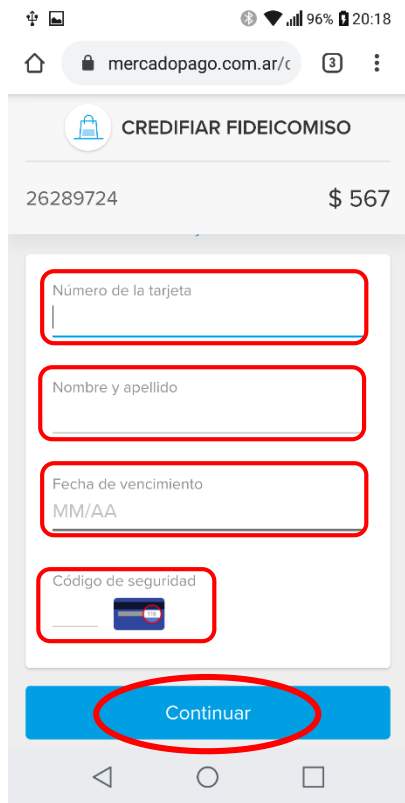 96% 20:18
mercadopago.com.ar/c 3
CREDIFIAR FIDEICOMISO
26289724 $ 567
Número de la tarjeta
Nombre y apellido
Fecha de vencimiento
MM/AA
Código de seguridad
Continuar